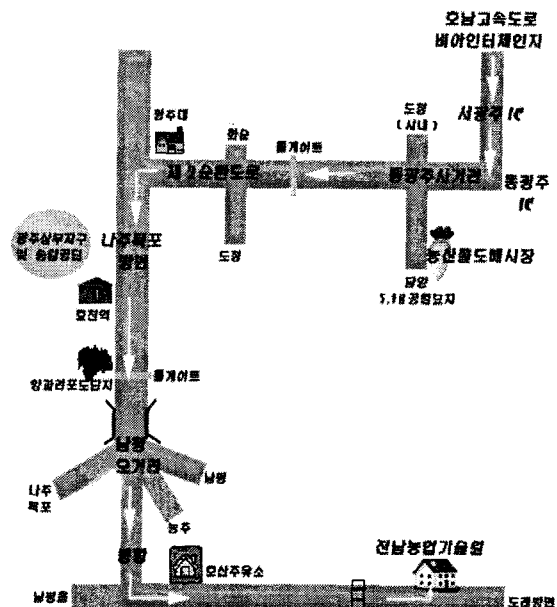 호남고속도로
비아인터체인지
서광주 IC
동광주
IC
도청
(시내)
동광주사거리
농산물도매시장
담양
5.18 공원묘지
톨게이트
화순
도청
제 2순환도로
광주대
나주목포
방면
광주상무지구
및 송암공단
효천역
양과리포도단지
톨게이트
남평
오거리
나주
목포
남평
능주
호산주유소
전남농업기술원
남평읍
도래방면